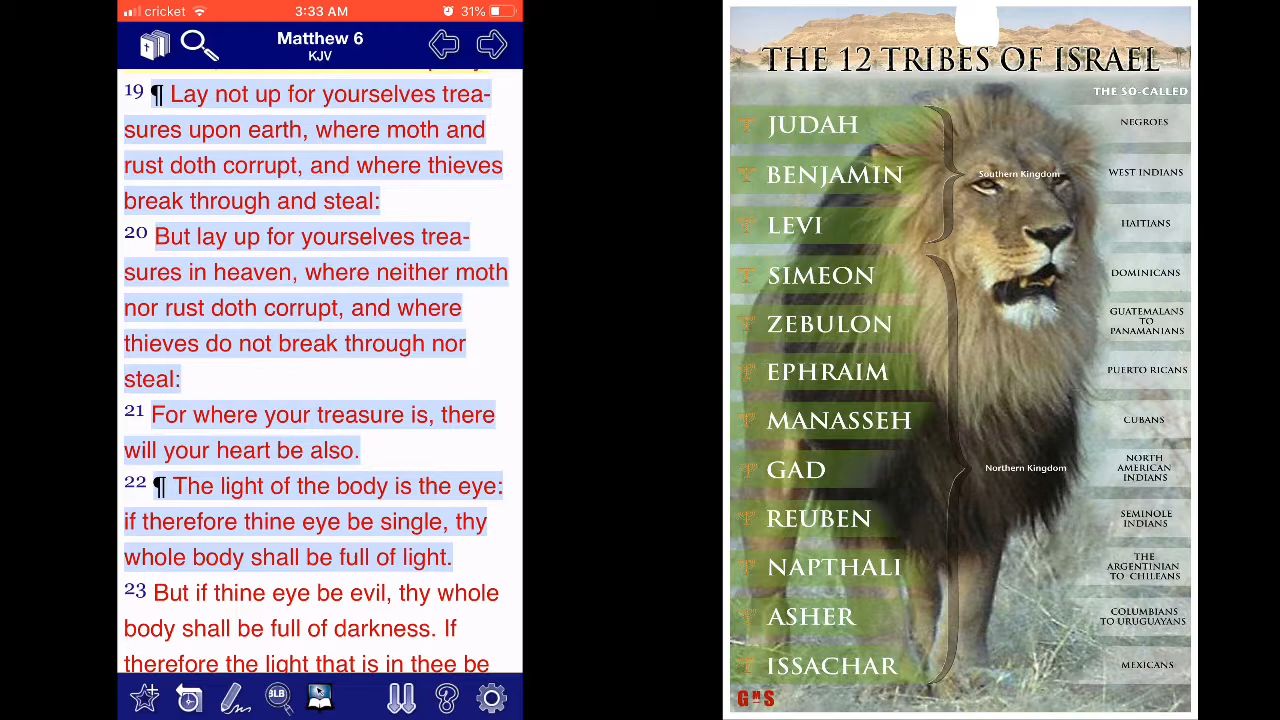 cricket
3:33 AM
31%
Matthew 6
KJV
19 ¶ Lay not up for yourselves trea-
sures upon earth, where moth and
rust doth corrupt, and where thieves
break through and steal:
20 But lay up for yourselves trea-
sures in heaven, where neither moth
nor rust doth corrupt, and where
thieves do not break through nor
steal:
21 For where your treasure is, there
will your heart be also.
22 ¶ The light of the body is the eye:
if therefore thine eye be single, thy
whole body shall be full of light.
23 But if thine eye be evil, thy whole
body shall be full of darkness. If
therefore the light that is in thee be
BLB
THE 12 TRIBES OF ISRAEL
THE SO-CALLED
JUDAH
NEGROES
BENJAMIN
Southern Kingdom
WEST INDIANS
LEVI
HAITIANS
SIMEON
DOMINICANS
ZEBULON
GUATEMALANS
TO
PANAMANIANS
EPHRAIM
PUERTO RICANS
MANASSEH
CUBANS
GAD
Northern Kingdom
NORTH
AMERICAN
INDIANS
REUBEN
SEMINOLE
INDIANS
NAPTHALI
THE
ARGENTINIAN
TO CHILEANS
ASHER
COLUMBIANS
TO URUGUAYANS
ISSACHAR
MEXICANS
GMS